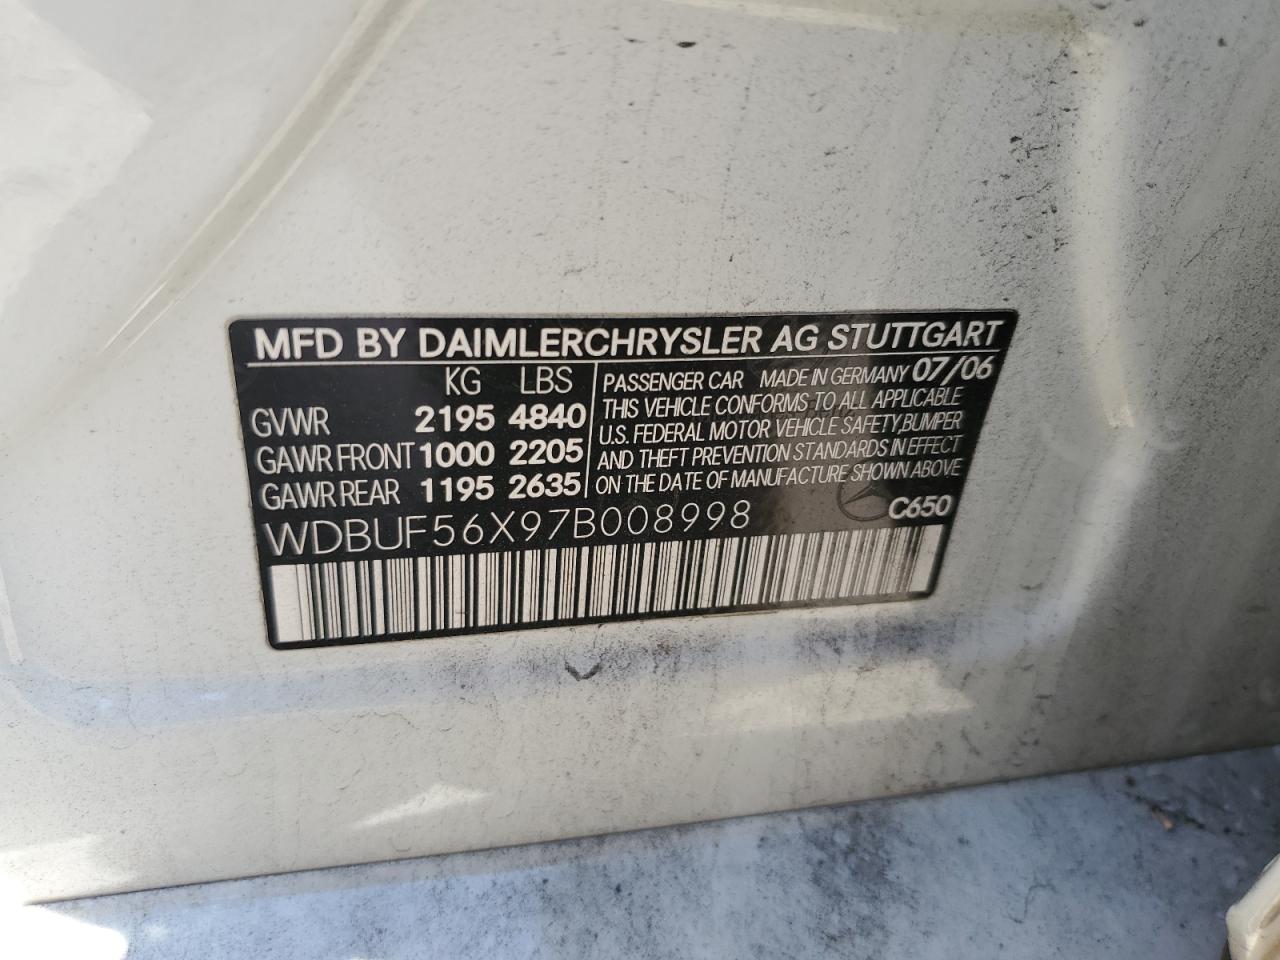 MFD BY DAIMLERCHRYSLER AG STUTTGART
KG LBS
GVWR 2195 4840
GAWR FRONT 1000 2205
GAWR REAR 1195 2635
PASSENGER CAR MADE IN GERMANY 07/06
THIS VEHICLE CONFORMS TO ALL APPLICABLE
U.S. FEDERAL MOTOR VEHICLE SAFETY,BUMPER
AND THEFT PREVENTION STANDARDS IN EFFECT
ON THE DATE OF MANUFACTURE SHOWN ABOVE
WDBUF56X97B008998
C650